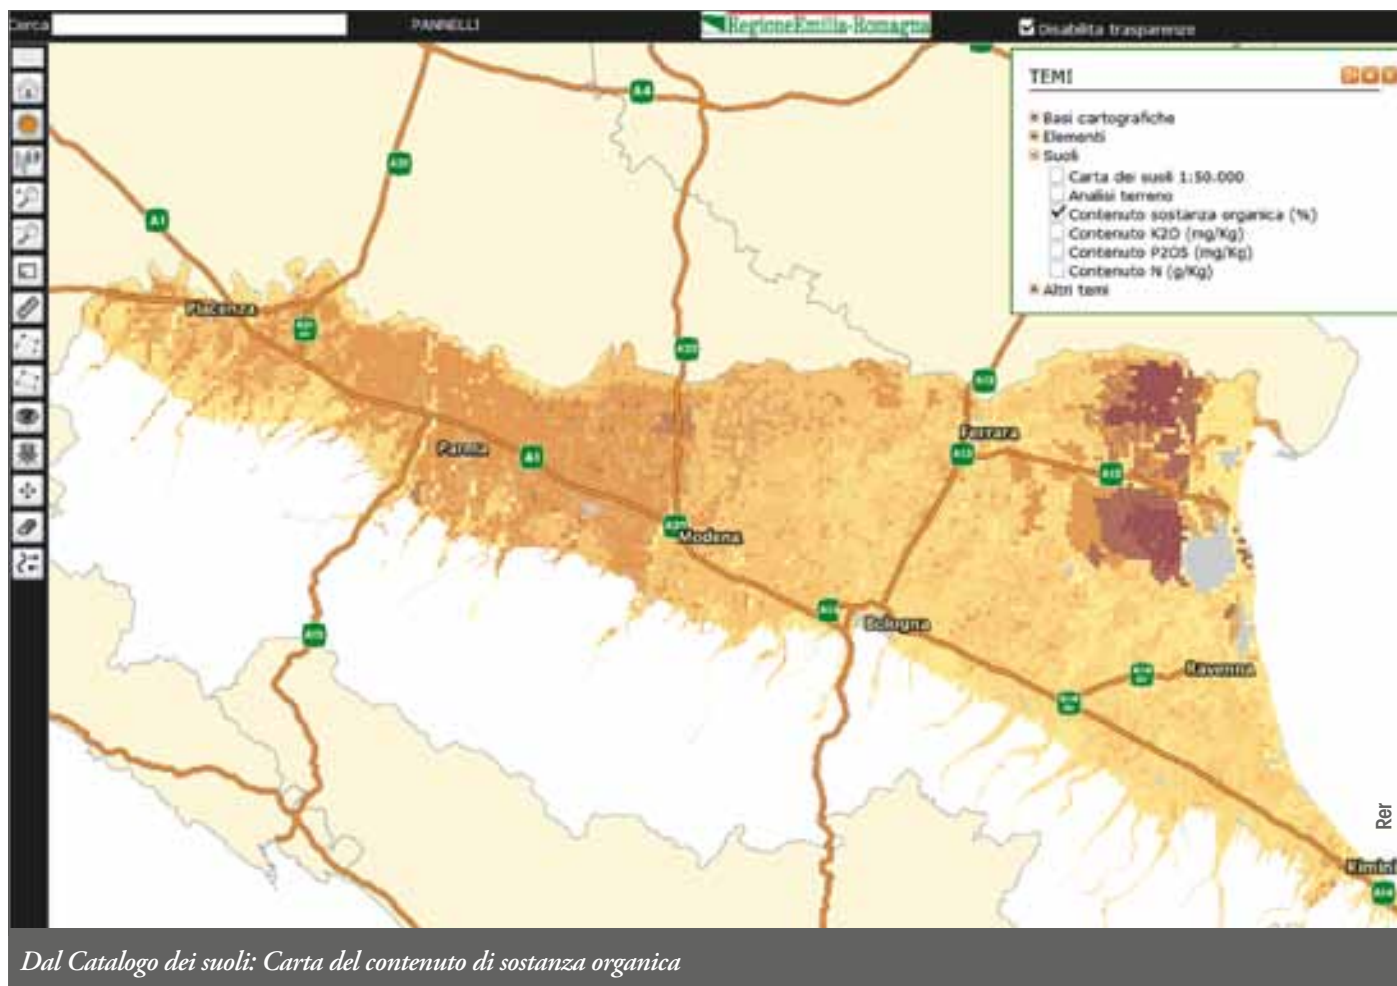 Cerca
PANNELLI
RegioneEmilia-Romagna
Disabilita trasparenze
TEMI
Basi cartografiche
Elementi
Suoli
Carta dei suoli 1:50.000
Analisi terreno
Contenuto sostanza organica (%)
Contenuto K2O (mg/Kg)
Contenuto P2O5 (mg/Kg)
Contenuto N (g/Kg)
Altri temi
A4
A21
A1
Piacenza
A22
A13
Ferrara
A13
Parma
A1
Modena
A14
Bologna
A15
Ravenna
Rimini
A14
Rer
Dal Catalogo dei suoli: Carta del contenuto di sostanza organica